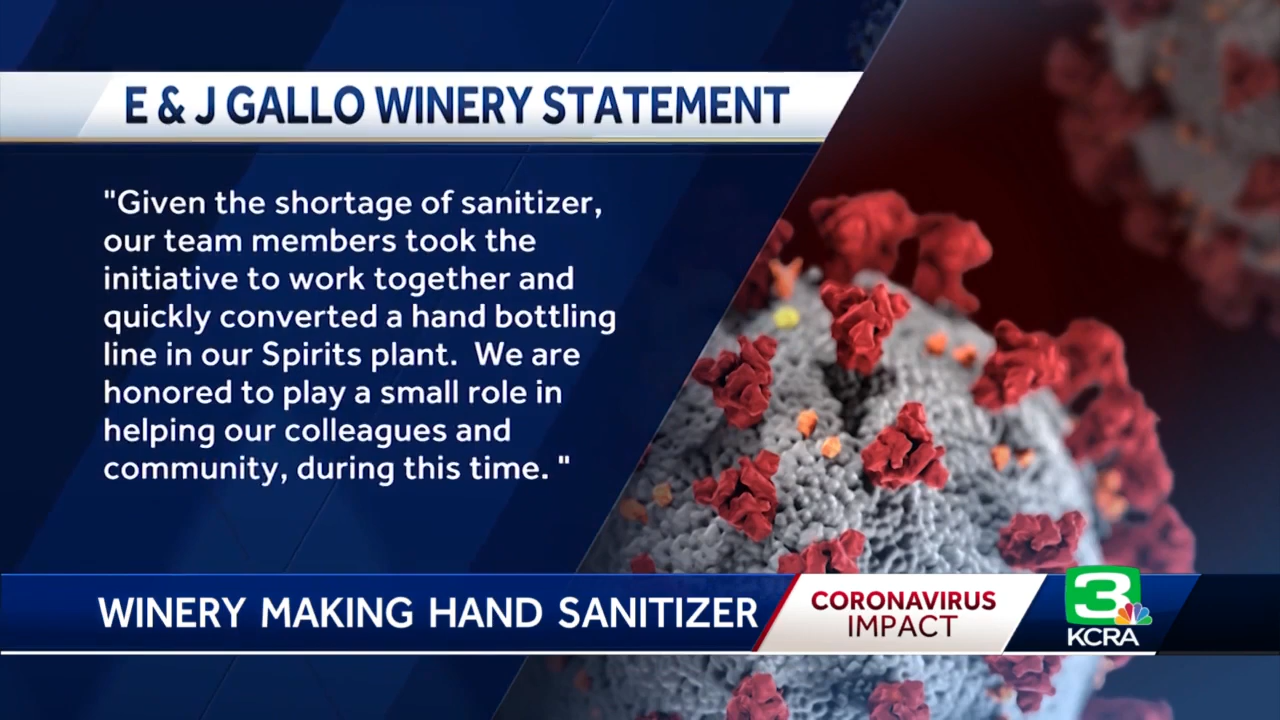 E & J GALLO WINERY STATEMENT
"Given the shortage of sanitizer,
our team members took the
initiative to work together and
quickly converted a hand bottling
line in our Spirits plant.  We are
honored to play a small role in
helping our colleagues and
community, during this time. "
WINERY MAKING HAND SANITIZER
CORONAVIRUS
IMPACT
3
KCRA